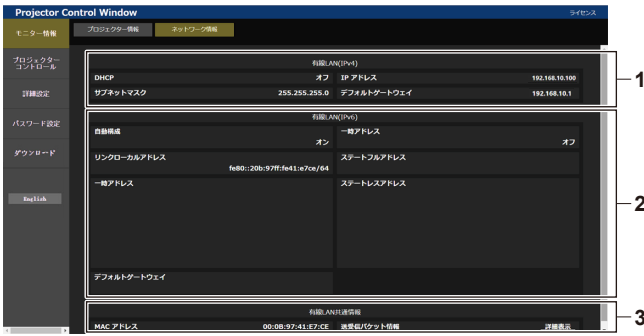 Projector Control Window
ライセンス
モニター情報
プロジェクター情報
ネットワーク情報
プロジェクター
コントロール
詳細設定
パスワード設定
ダウンロード
English
有線LAN(IPv4)
DHCP オフ
IP アドレス 192.168.10.100
サブネットマスク 255.255.255.0
デフォルトゲートウェイ 192.168.10.1
1
有線LAN(IPv6)
自動構成
オン
一時アドレス
オフ
リンクローカルアドレス
fe80::20b:97ff:fe41:e7ce/64
ステートフルアドレス
一時アドレス
ステートレスアドレス
デフォルトゲートウェイ
2
有線LAN共通情報
MAC アドレス 00:0B:97:41:E7:CE
送受信パケット情報 詳細表示
3